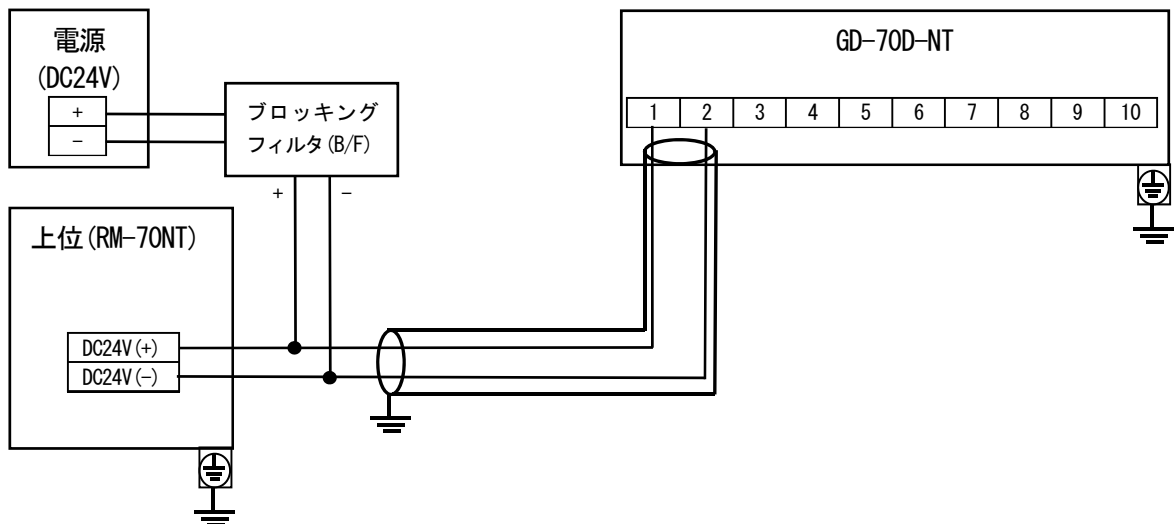 電源
(DC24V)
+
−
ブロッキング
フィルタ(B/F)
+ −
上位(RM-70NT)
DC24V(+)
DC24V(−)
GD-70D-NT
1 2 3 4 5 6 7 8 9 10